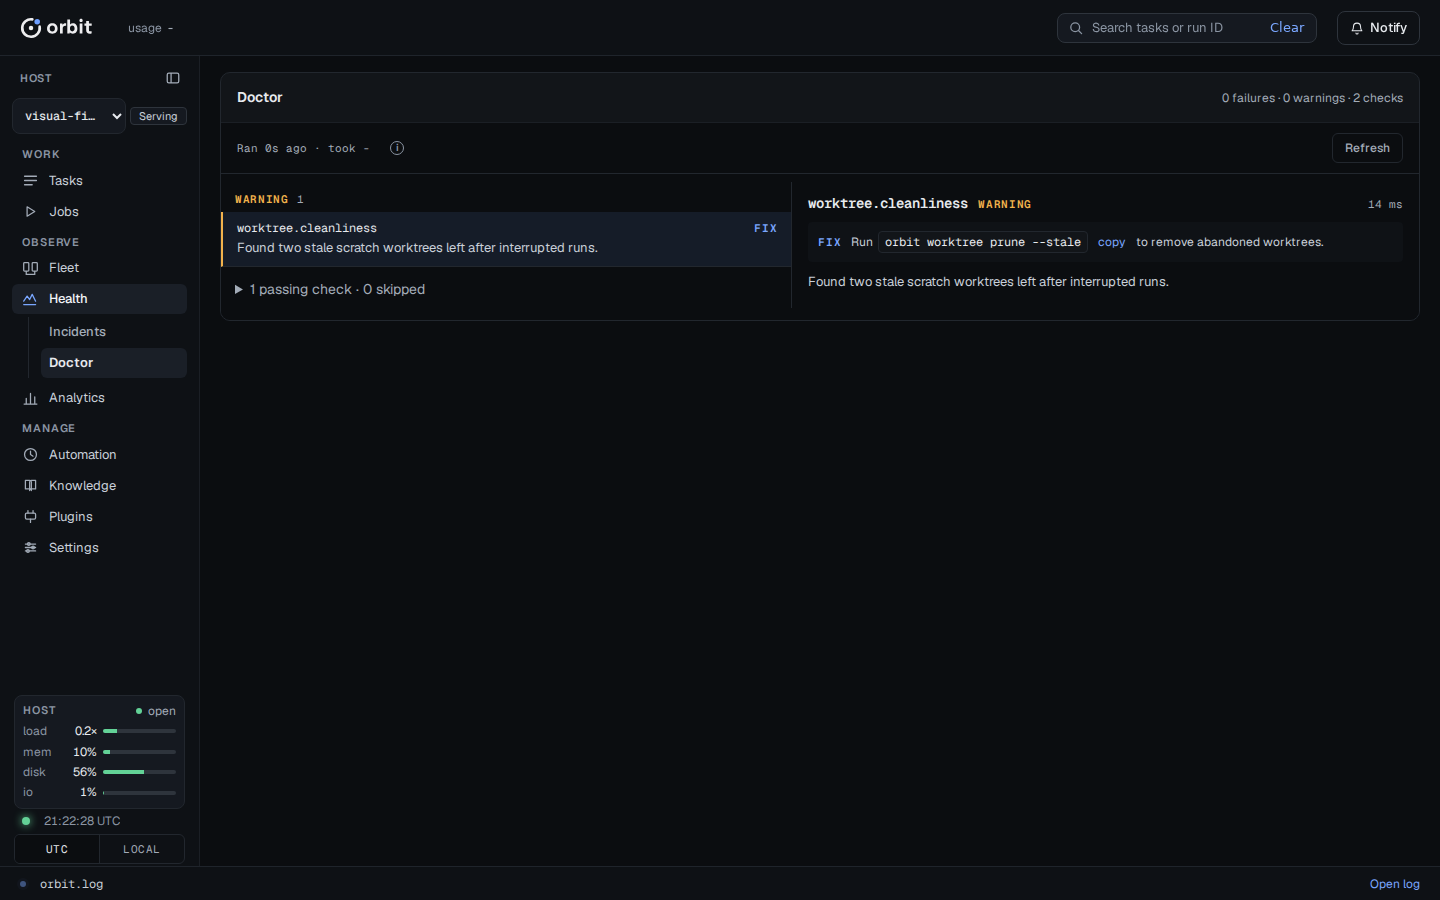 orbit
usage -
Search tasks or run ID
Clear
Notify
HOST
visual-fi…
Serving
WORK
Tasks
Jobs
OBSERVE
Fleet
Health
Incidents
Doctor
Analytics
MANAGE
Automation
Knowledge
Plugins
Settings
HOST
open
load 0.2×
mem 10%
disk 56%
io 1%
21:22:28 UTC
UTC
LOCAL
Doctor
0 failures · 0 warnings · 2 checks
Ran 0s ago · took -
Refresh
WARNING 1
worktree.cleanliness
FIX
Found two stale scratch worktrees left after interrupted runs.
1 passing check · 0 skipped
worktree.cleanliness WARNING
14 ms
FIX Run orbit worktree prune --stale copy to remove abandoned worktrees.
Found two stale scratch worktrees left after interrupted runs.
orbit.log
Open log